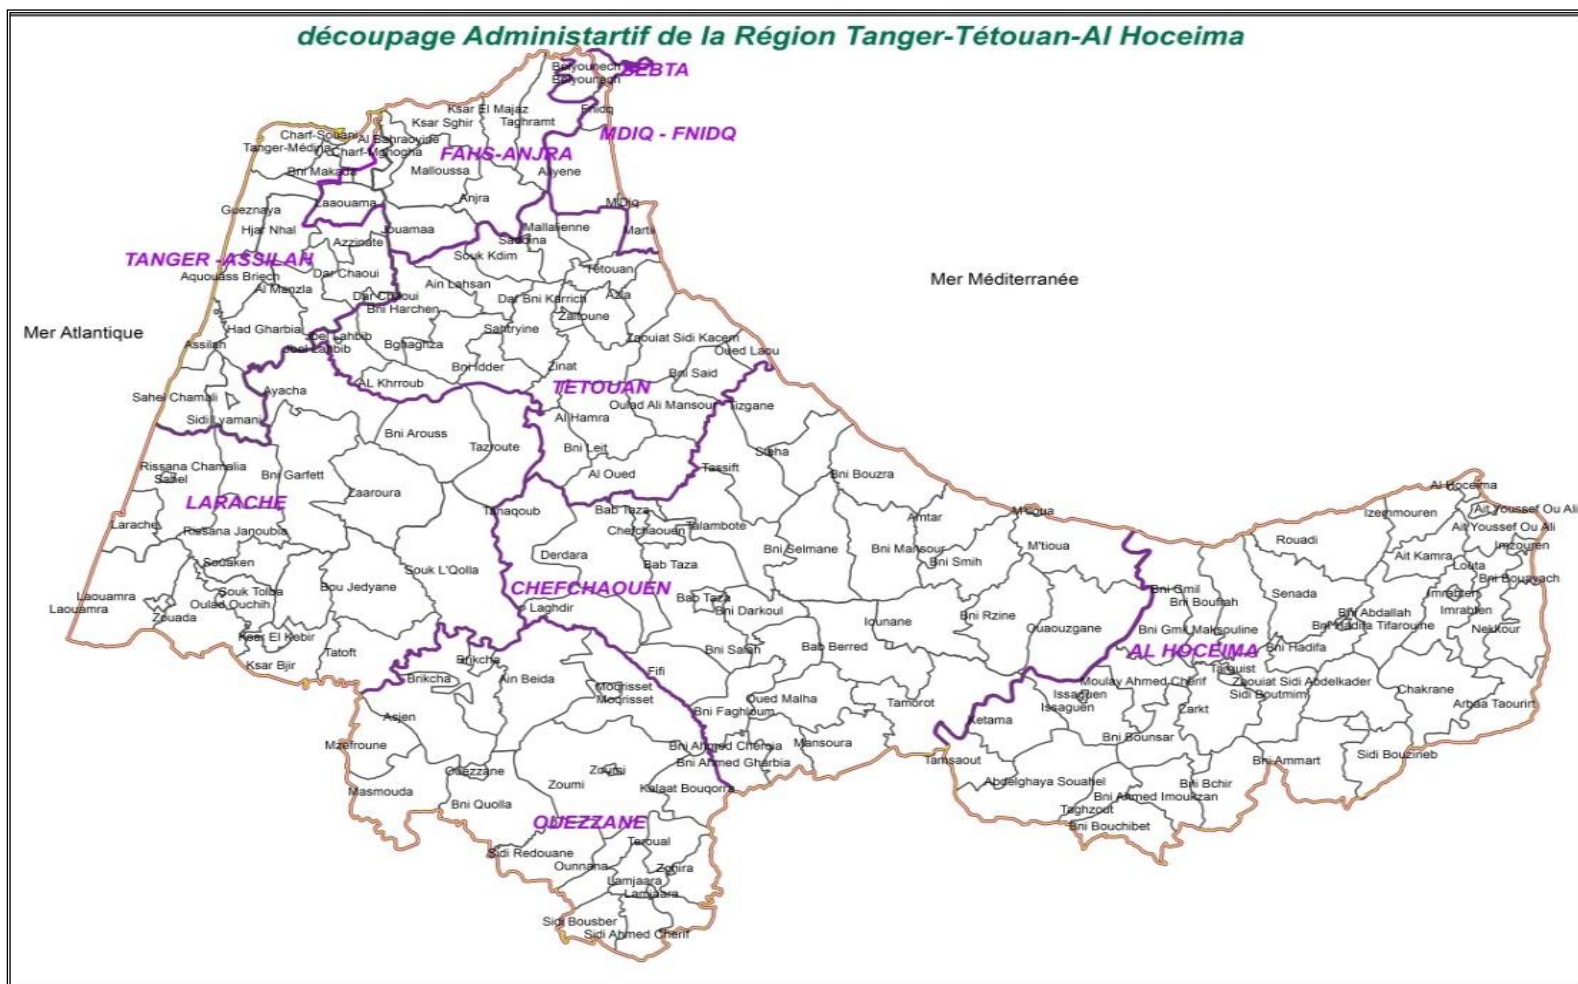 découpage Administartif de la Région Tanger-Tétouan-Al Hoceima
Belyounech
SEBTA
Belyounech
Ksar El Majaz
Fnidq
Ksar Sghir
Taghramt
Charf-Souani
Al Bahraoyine
MDIQ - FNIDQ
Tanger-Médina
Charf-Mghogha
FAHS-ANJRA
Bni Makada
Malloussa
Allyene
Anjra
Laaouama
M'Diq
Gueznaya
Hjar Nhal
Jouamaa
Mallalienne
Martil
Azzinate
Saddina
TANGER -ASSILAH
Souk Kdim
Tétouan
Aquouass Briech
Dar Chaoui
Mer Méditerranée
Al Manzla
Ain Lahsan
Dar Chaoui
Dar Bni Karrich
Azla
Bni Harchen
Zaitoune
Mer Atlantique
Had Gharbia
Sahtryine
Jbel Lahbib
Zaouiat Sidi Kacem
Assilah
Jbel Lahbib
Bghaghza
Oued Laou
Bni Idder
Zinat
Bni Said
AL Khrroub
TETOUAN
Ayacha
Sahel Chamali
Oulad Ali Mansour
Tizgane
Sidi Lyamani
Al Hamra
Bni Arouss
Tazroute
Bni Leit
Steha
Rissana Chamalia
Sahel
Bni Garfett
Al Oued
Tassift
Bni Bouzra
Al Hoceima
Zaaroura
LARACHE
Tanaqoub
Bab Taza
M'tioua
Izemmouren
Ait Youssef Ou Ali
Larache
Rissana Janoubia
Chefchaouen
Talambote
Amtar
Ait Youssef Ou Ali
Derdara
Bni Selmane
Bni Mansour
M'tioua
Rouadi
Imzouren
Souaken
Souk L'Qolla
Bab Taza
Bni Smih
Ait Kamra
Louta
Bou Jedyane
CHEFCHAOUEN
Bni Gmil
Bni Bouayach
Laouamra
Souk Tolba
Bab Taza
Senada
Imrabten
Laouamra
Oulad Ouchih
Laghdir
Bni Darkoul
Bni Boufrah
Imrabten
Zouada
Iounane
Bni Rzine
Bni Abdallah
Ouaouzgane
Bni Gmil Maksouline
Bni Hadifa
Tifarouine
Nekkour
Ksar El Kebir
Bni Salah
Bab Berred
AL HOCEIMA
Bni Hadifa
Tatoft
Ksar Bjir
Brikcha
Fifi
Targuist
Brikcha
Ain Beida
Moqrisset
Moulay Ahmed Cherif
Zaouiat Sidi Abdelkader
Moqrisset
Oued Malha
Issaguen
Sidi Boutmim
Chakrane
Tamorot
Issaguen
Zarkt
Arbaa Taourirt
Asjen
Bni Faghloum
Ketama
Mzefroune
Bni Ahmed Cherqia
Mansoura
Bni Bounsar
Sidi Bouzineb
Bni Ahmed Gharbia
Tamsaout
Bni Ammart
Ouezzane
Zoumi
Zoumi
Abdelghaya Souahel
Bni Bchir
Masmouda
Kalaat Bouqorra
Bni Ahmed Imoukzan
Bni Quolla
Taghzout
OUEZZANE
Bni Bouchibet
Teroual
Sidi Redouane
Ounnana
Zghira
Lamjaara
Lamjaara
Sidi Bousber
Sidi Ahmed Cherif